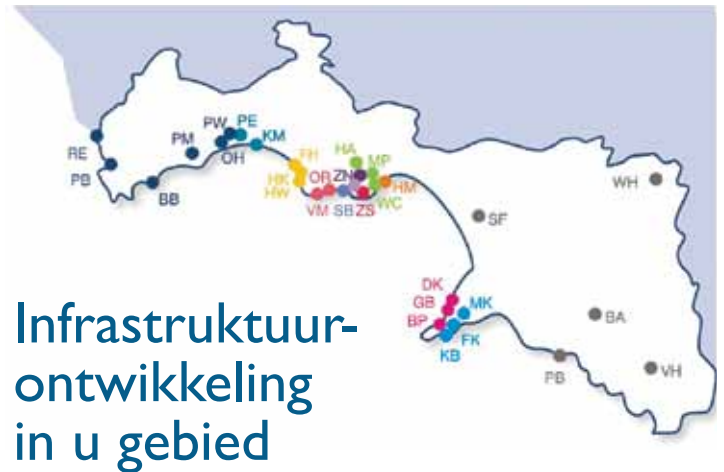 PW PE
PM KM
RE OH
PB
BB
FH
HK
HW
HA
ZN MP
OR HM
VM SB ZS WC
WH
SF
DK
GB MK
BP FK
KB
BA
PB
VH
Infrastruktuur-
ontwikkeling
in u gebied